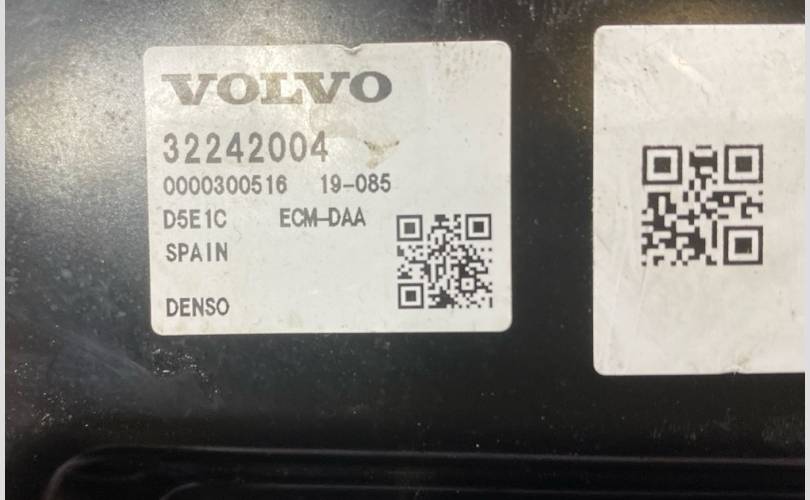 VOLVO
32242004
0000300516 19-085
D5E1C ECM-DAA
SPAIN
DENSO